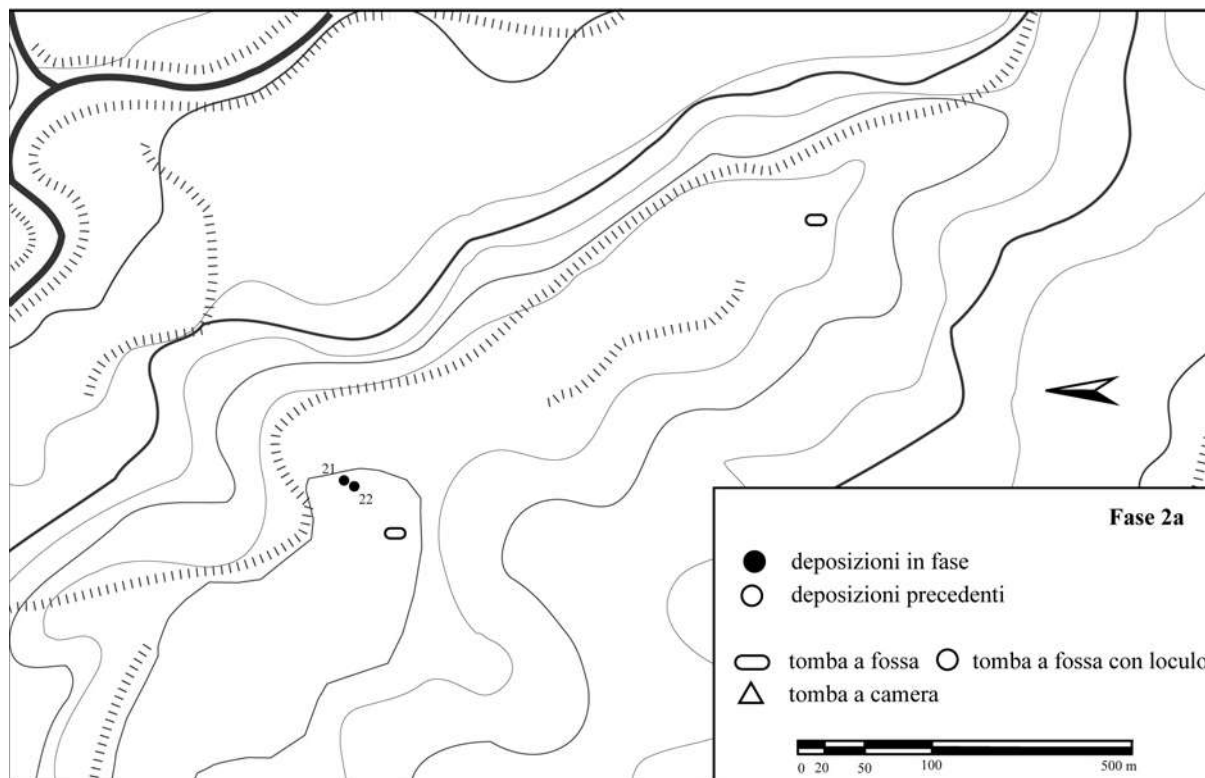 21
22
Fase 2a
deposizioni in fase
deposizioni precedenti
tomba a fossa tomba a fossa con loculo
tomba a camera
0 20 50 100 500 m